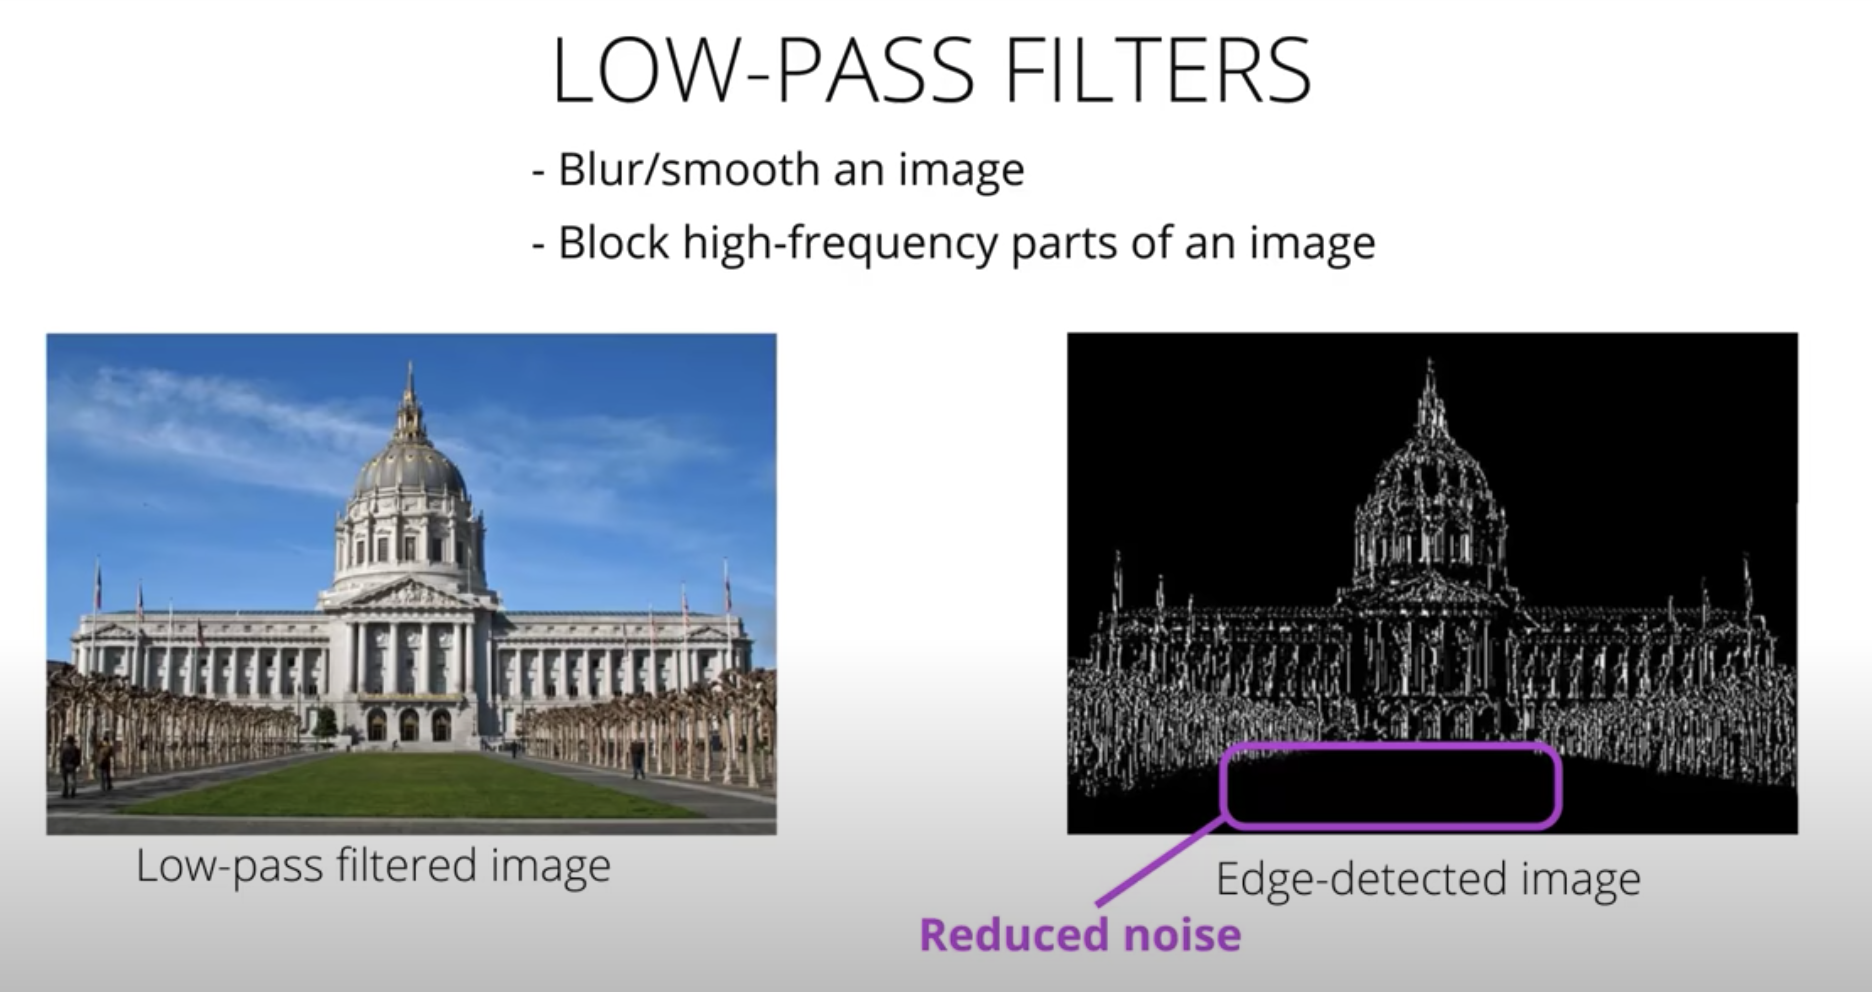 LOW-PASS FILTERS
- Blur/smooth an image
- Block high-frequency parts of an image
Low-pass filtered image
Edge-detected image
Reduced noise